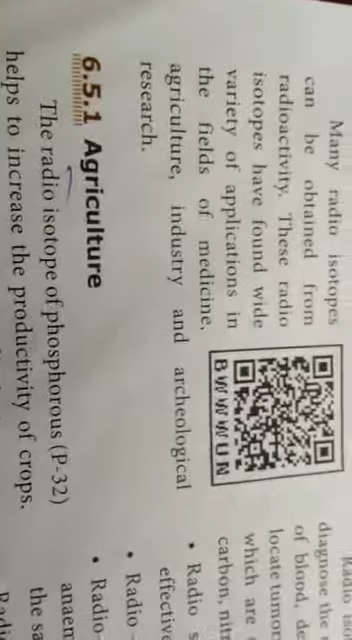 Many radio isotopes
can be obtained from
radioactivity. These radio
isotopes have found wide
variety of applications in
the fields of medicine,
agriculture, industry and archeological
research.
BWWWUN
6.5.1 Agriculture
The radio isotope of phosphorous (P-32)
helps to increase the productivity of crops.
diagnose the
of blood, de
locate tumor
which are
carbon, nit
• Radio s
effective
• Radio
• Radio-
anaem
the sa